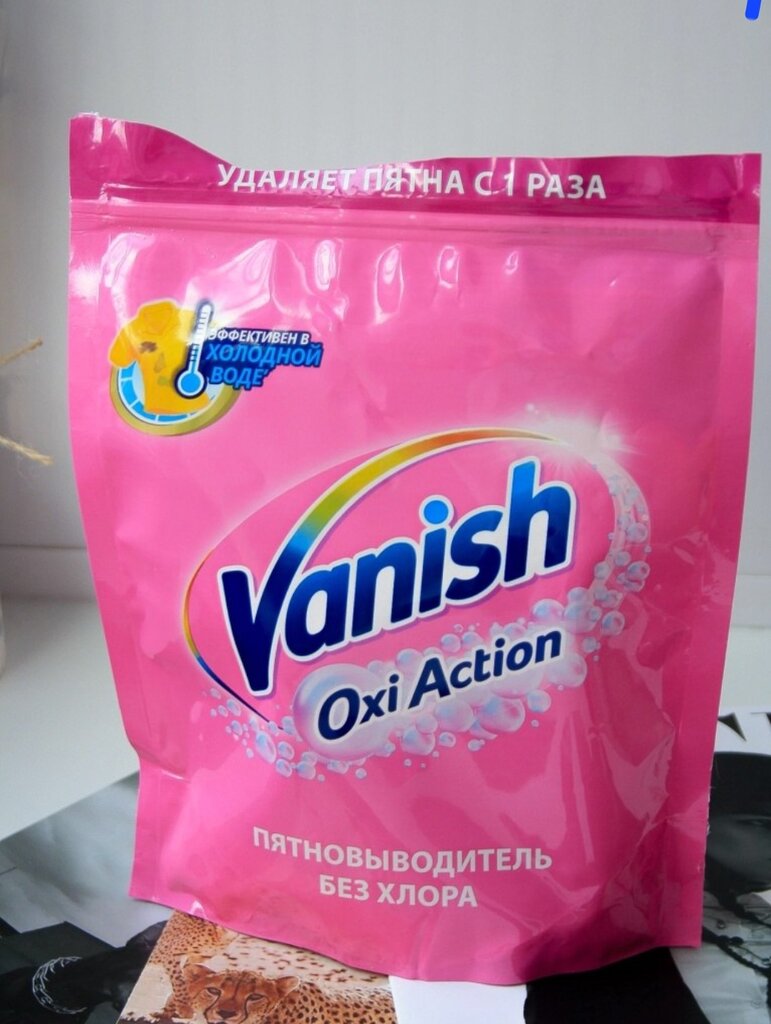 УДАЛЯЕТ ПЯТНА С 1 РАЗА
ЭФФЕКТИВЕН В
ХОЛОДНОЙ
ВОДЕ*
Vanish
Oxi Action
ПЯТНОВЫВОДИТЕЛЬ
БЕЗ ХЛОРА